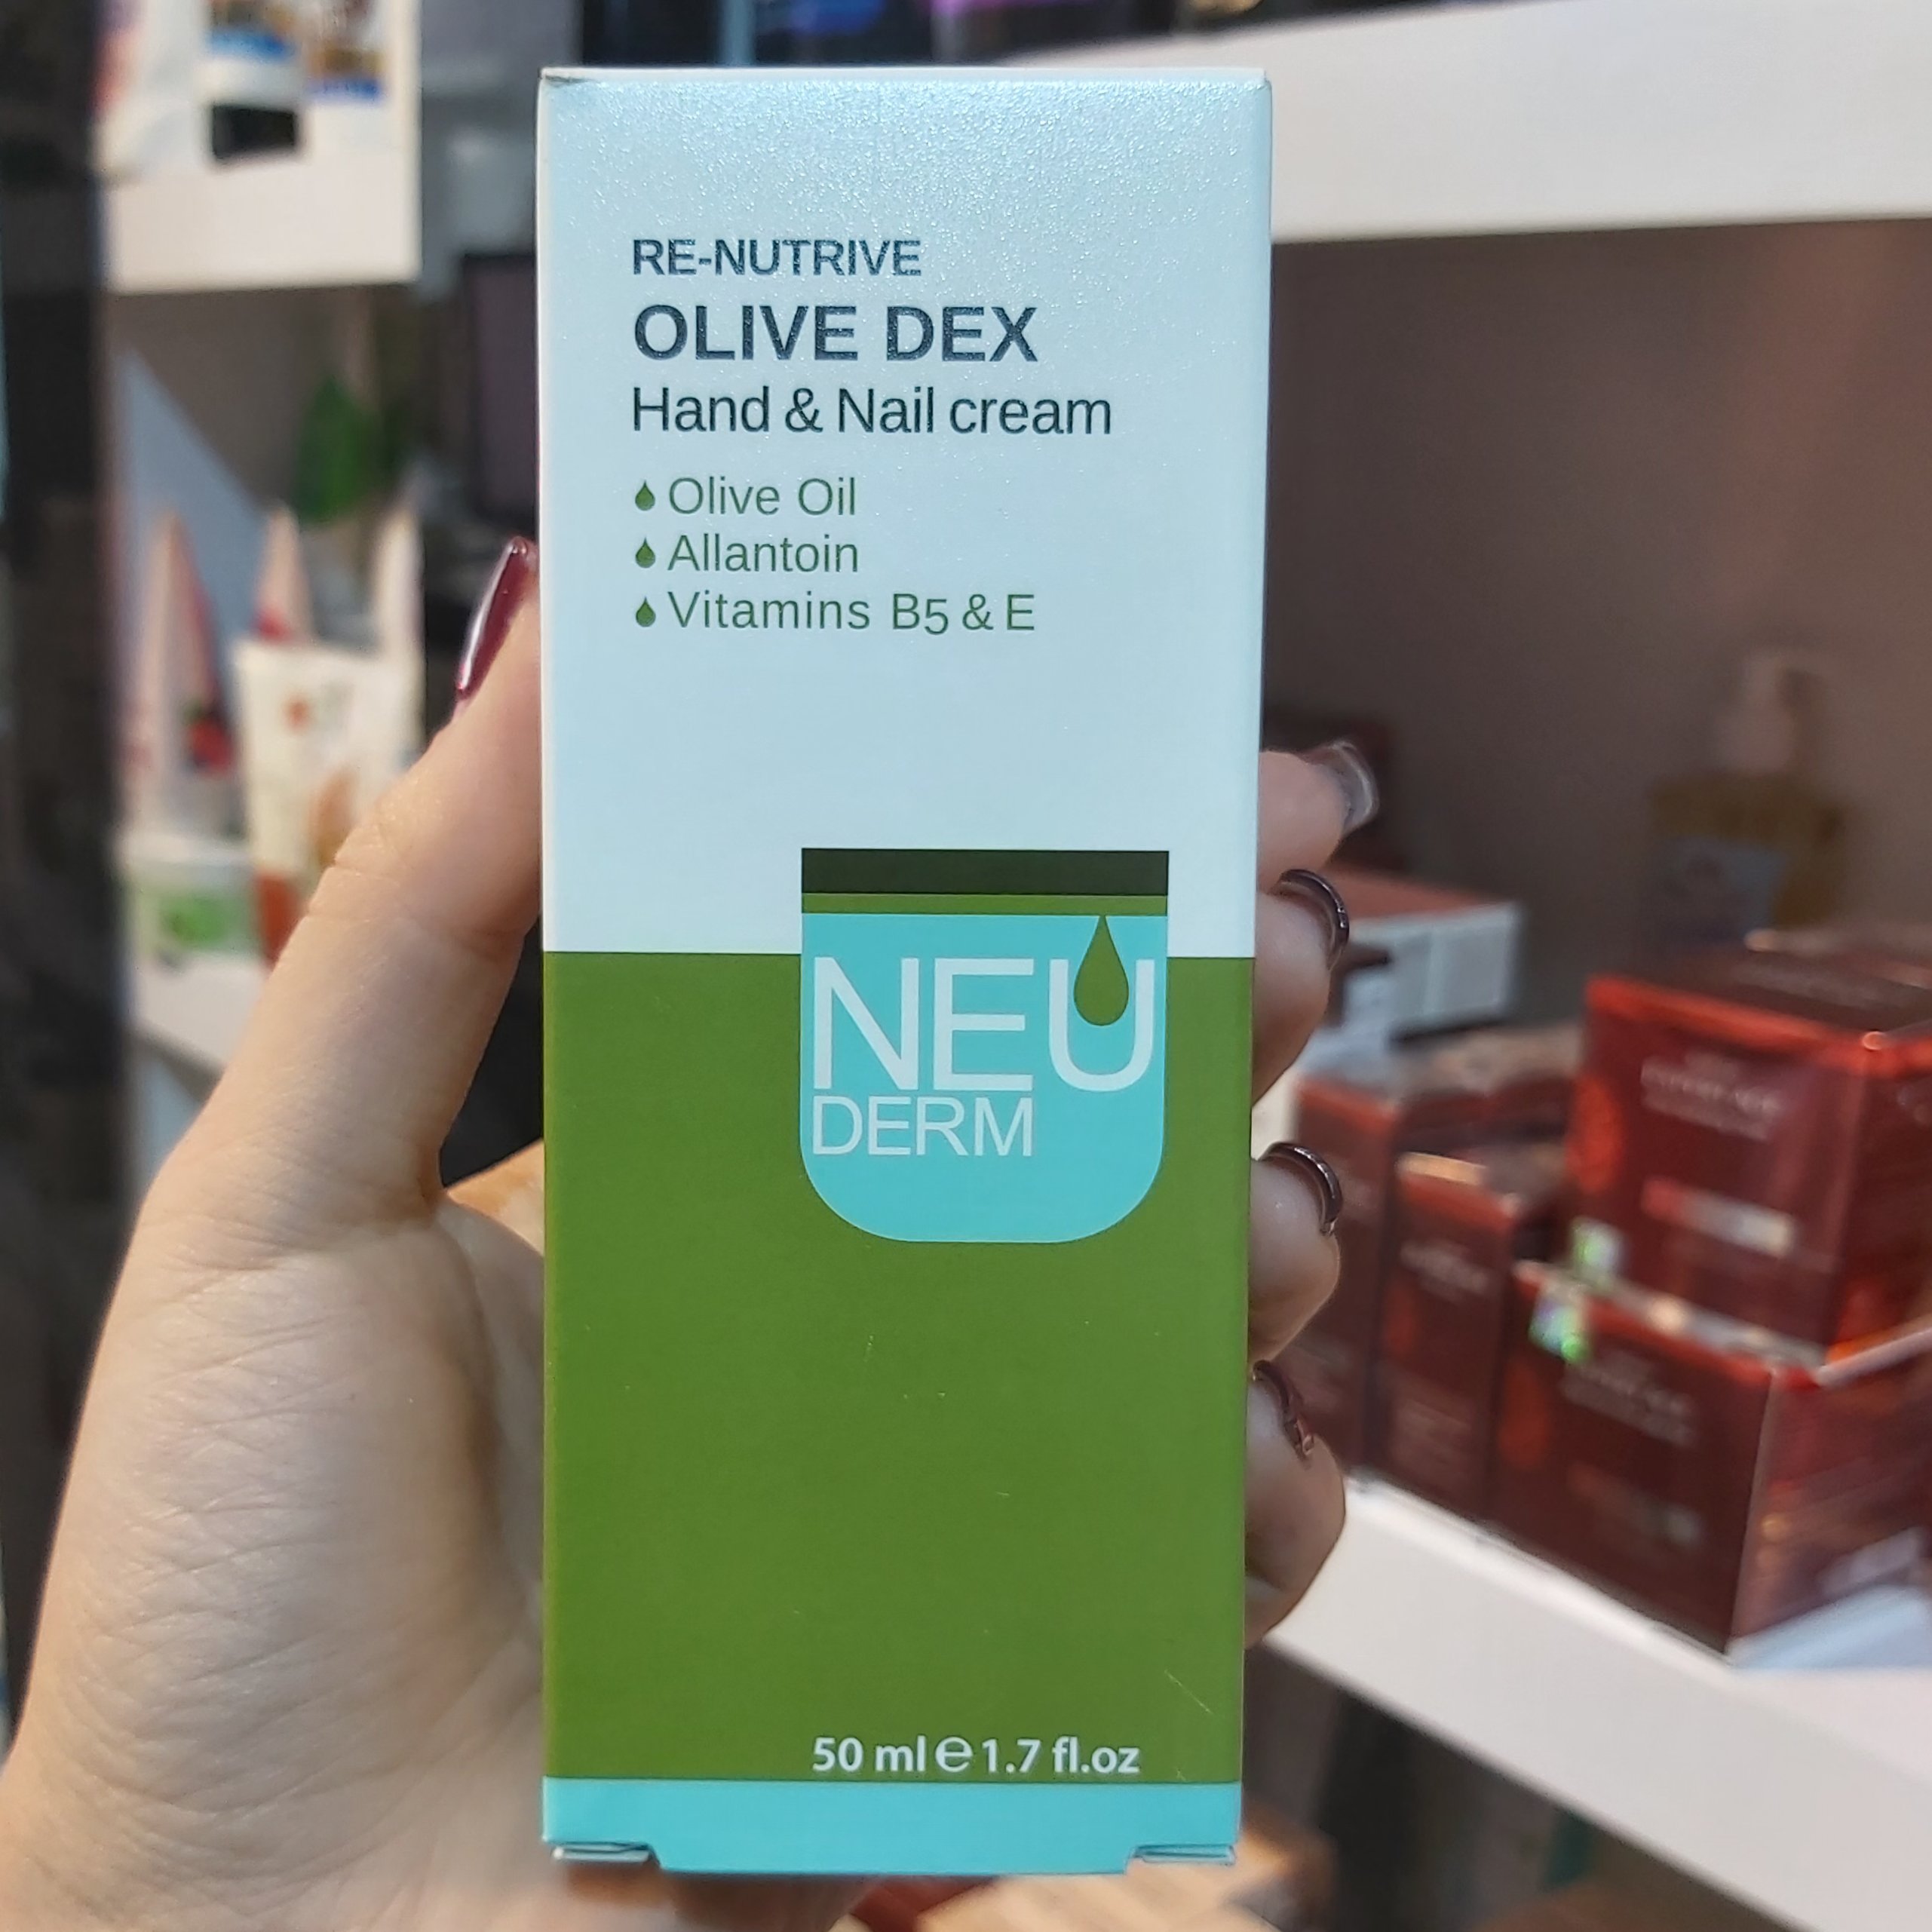 RE-NUTRIVE
OLIVE DEX
Hand & Nail cream
Olive Oil
Allantoin
Vitamins B5 & E
NEU
DERM
50 ml e 1.7 fl.oz